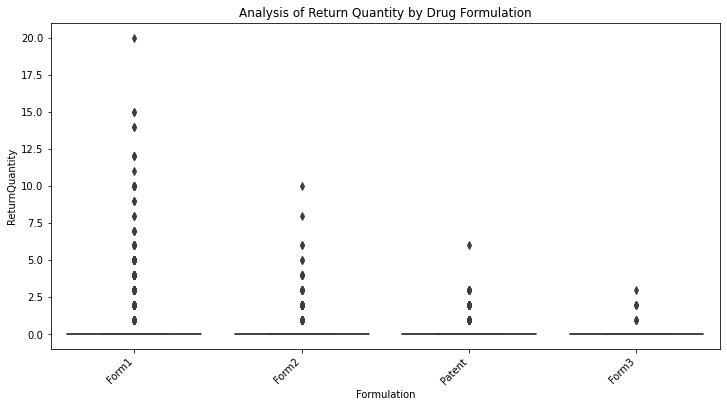 Analysis of Return Quantity by Drug Formulation
20.0
17.5
15.0
12.5
10.0
7.5
5.0
2.5
0.0
ReturnQuantity
Form1
Form2
Patent
Form3
Formulation